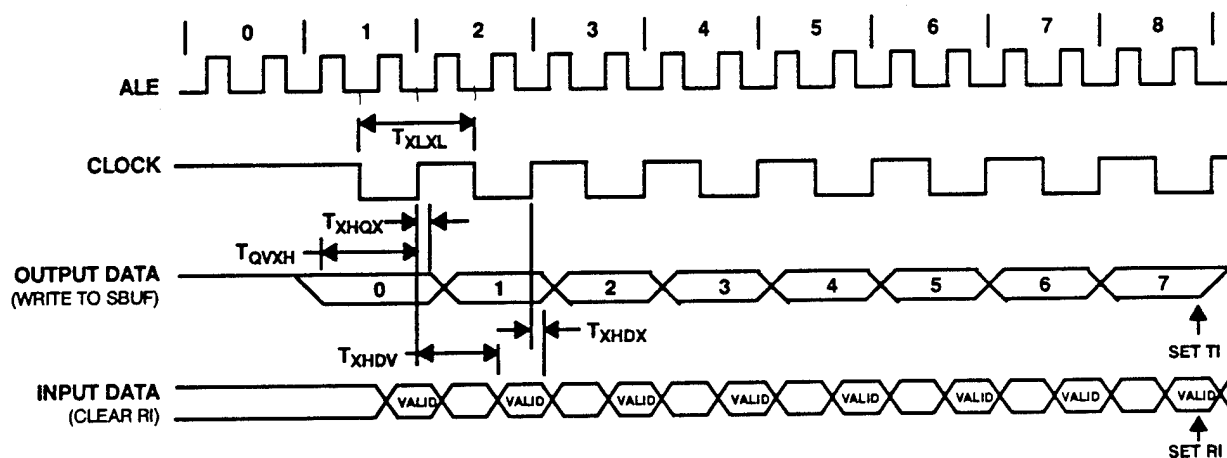 0 1 2 3 4 5 6 7 8
ALE
TXLXL
CLOCK
TXHQX
TQVXH
OUTPUT DATA
(WRITE TO SBUF)
0 1 2 3 4 5 6 7
TXHDX
SET TI
TXHDV
INPUT DATA
(CLEAR RI)
VALID VALID VALID VALID VALID VALID VALID VALID
SET RI